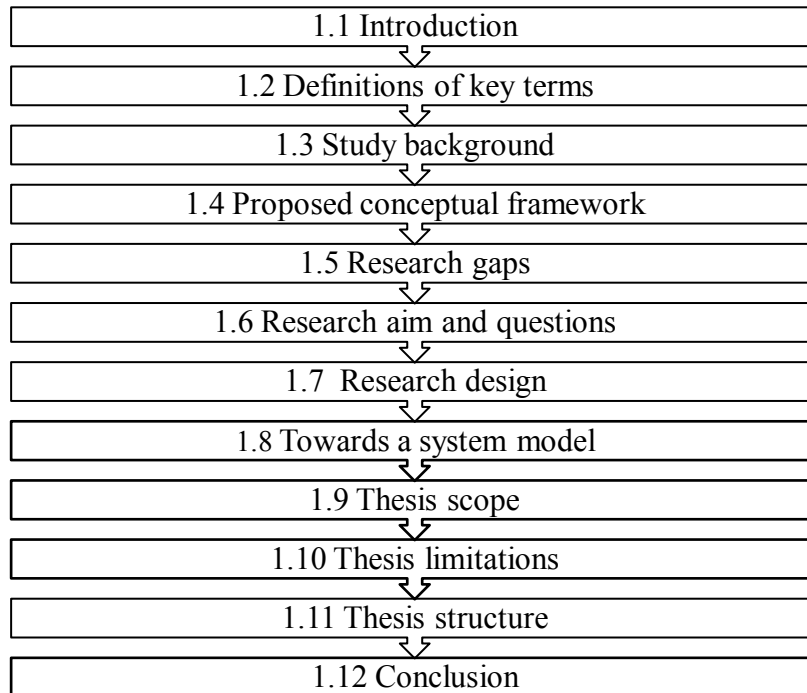 1.1 Introduction
1.2 Definitions of key terms
1.3 Study background
1.4 Proposed conceptual framework
1.5 Research gaps
1.6 Research aim and questions
1.7 Research design
1.8 Towards a system model
1.9 Thesis scope
1.10 Thesis limitations
1.11 Thesis structure
1.12 Conclusion